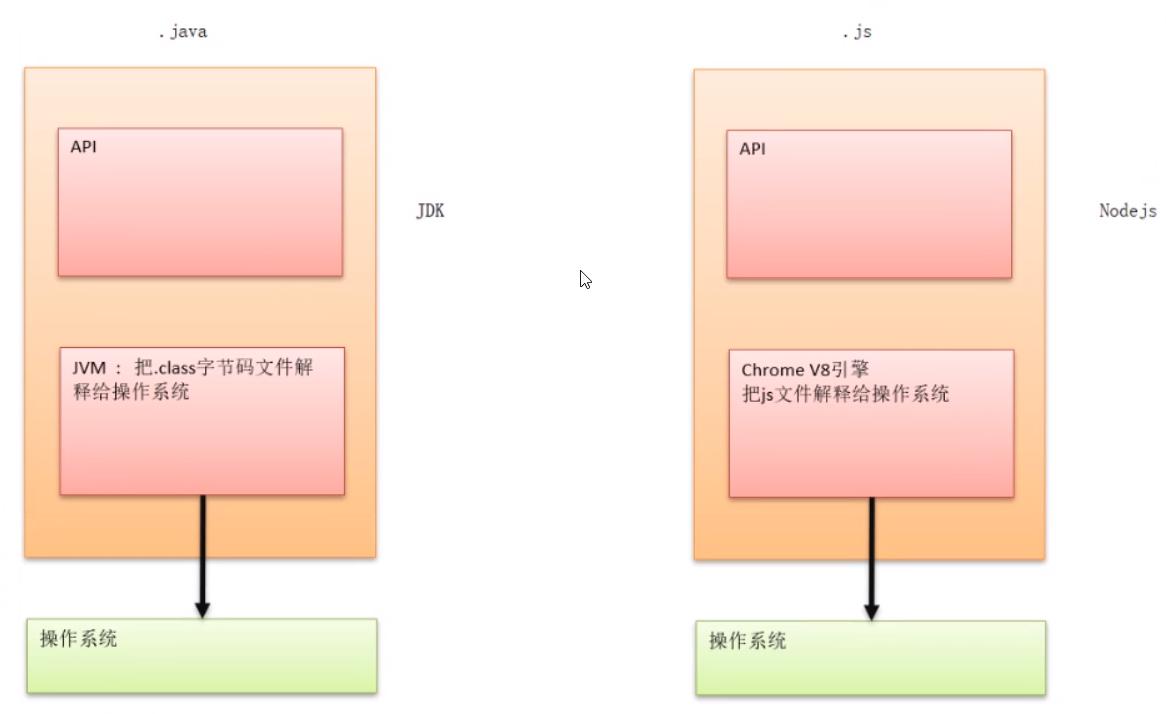 .java
API
JDK
JVM ： 把.class字节码文件解
释给操作系统
操作系统
.js
API
Nodejs
Chrome V8引擎
把js文件解释给操作系统
操作系统